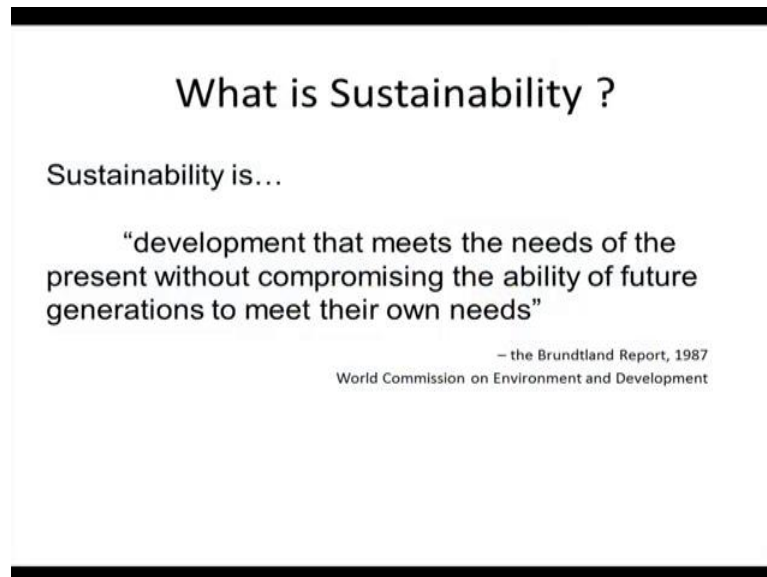 What is Sustainability ?
Sustainability is…
“development that meets the needs of the
present without compromising the ability of future
generations to meet their own needs”
– the Brundtland Report, 1987
World Commission on Environment and Development